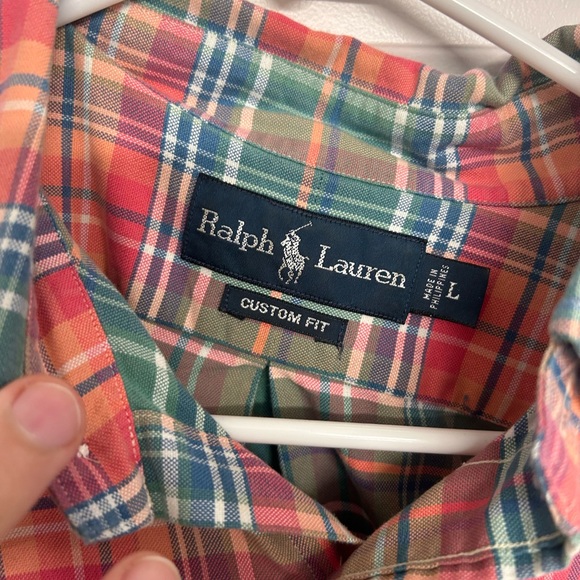 Ralph Lauren
MADE IN
PHILIPPINES
L
CUSTOM FIT